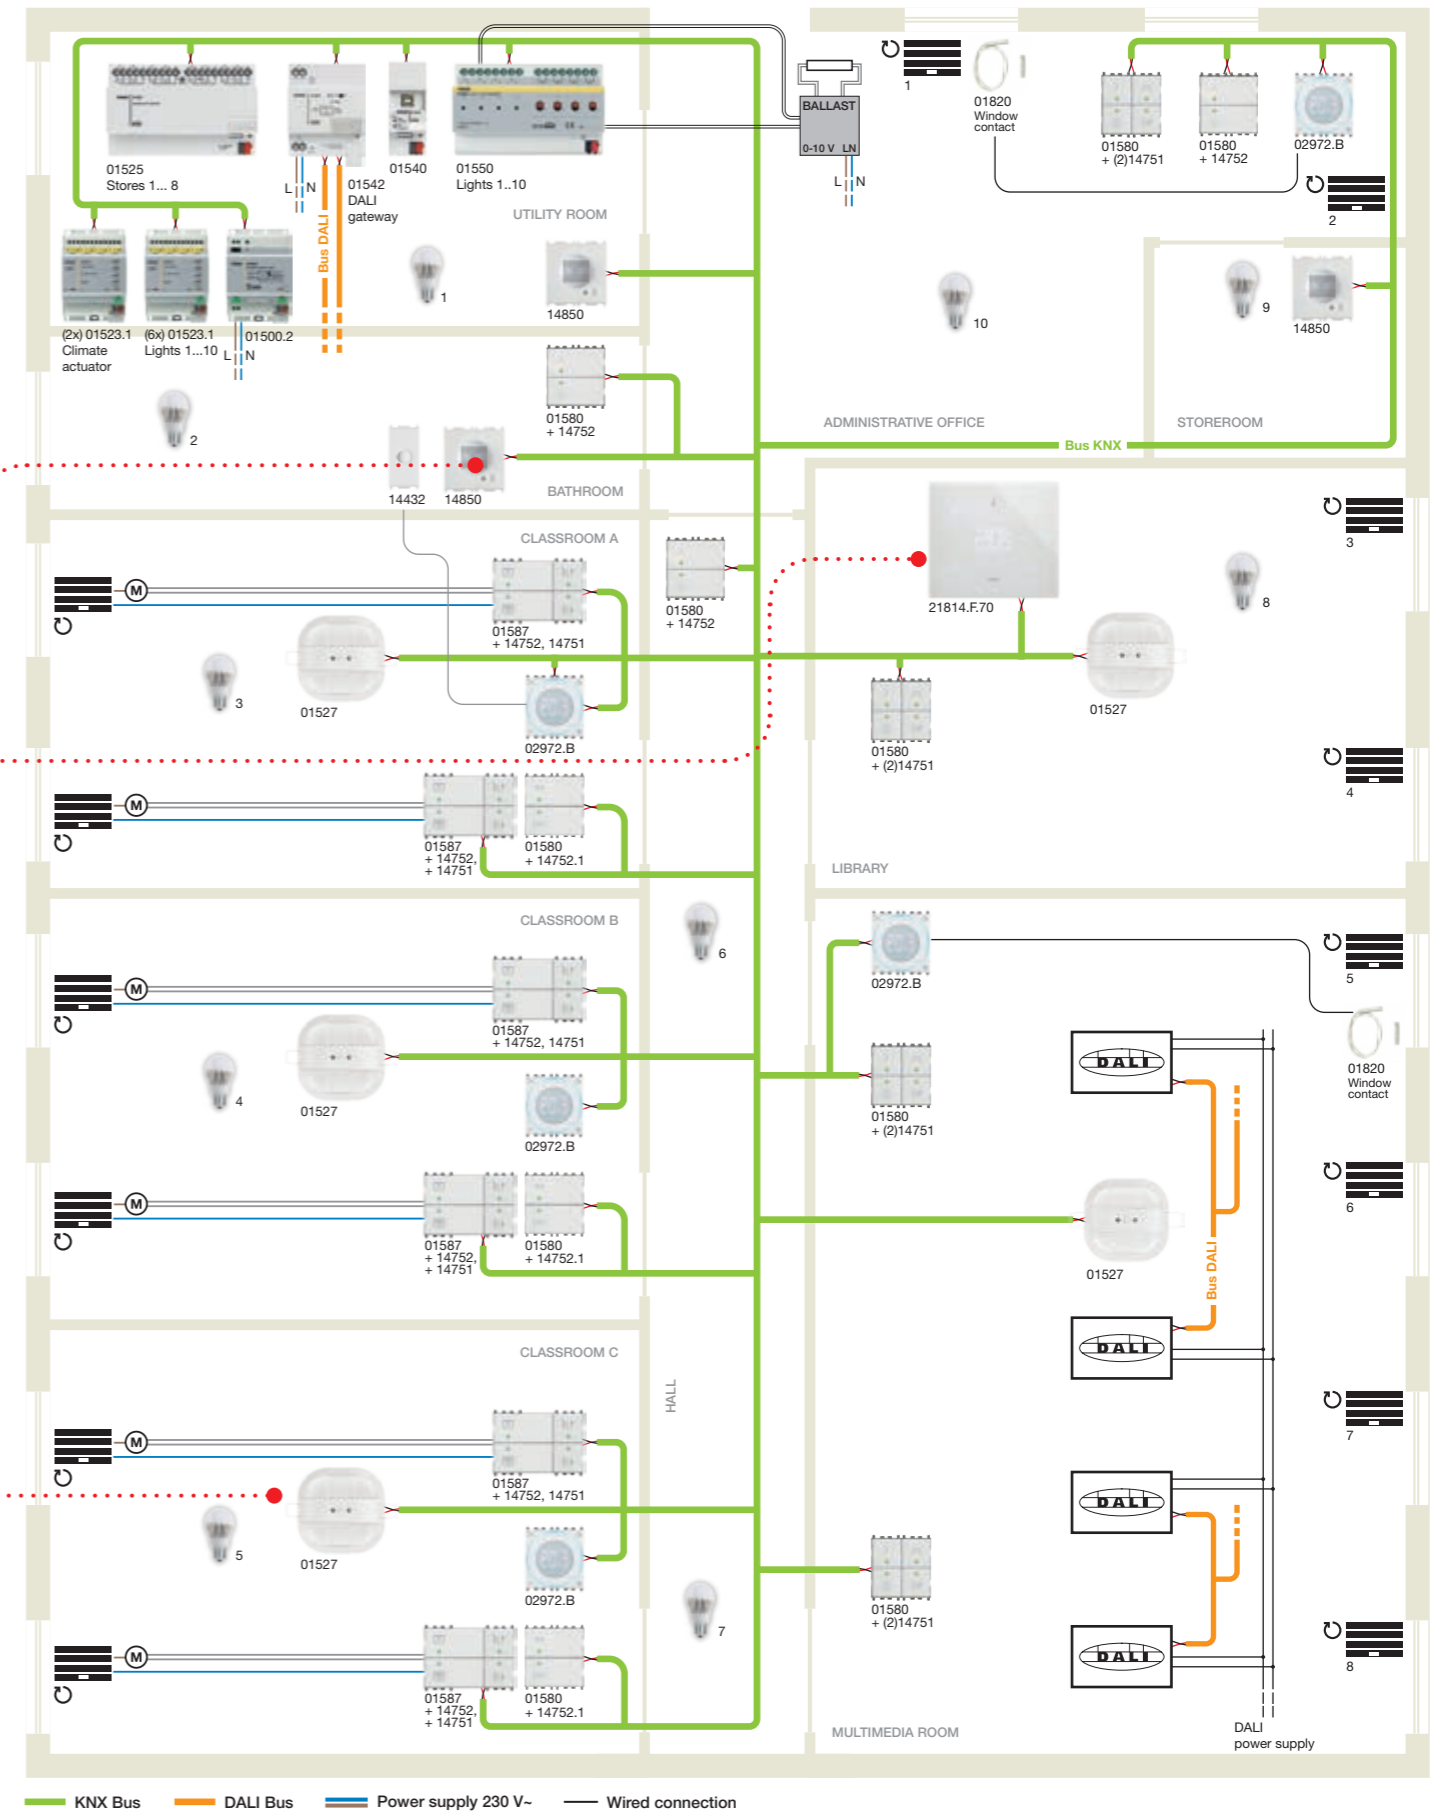 BALLAST
0-10 V LN
L
N
01525
Stores 1... 8
L
N
01542
DALI
gateway
Bus DALI
01540
01550
Lights 1..10
UTILITY ROOM
(2x) 01523.1
Climate
actuator
(6x) 01523.1
Lights 1...10
01500.2
L
N
1
14850
1
01820
Window
contact
01580
+ (2)14751
01580
+ 14752
02972.B
2
10
9
14850
ADMINISTRATIVE OFFICE
STOREROOM
Bus KNX
2
01580
+ 14752
14432
14850
BATHROOM
CLASSROOM A
01587
+ 14752, 14751
3
01527
02972.B
01580
+ 14752
21814.F.70
3
8
01580
+ (2)14751
01527
4
M
M
01587
+ 14752,
+ 14751
01580
+ 14752.1
LIBRARY
CLASSROOM B
6
M
01587
+ 14752, 14751
4
01527
02972.B
M
01587
+ 14752,
+ 14751
01580
+ 14752.1
02972.B
5
01820
Window
contact
01580
+ (2)14751
DALI
6
01527
Bus DALI
DALI
CLASSROOM C
HALL
M
01587
+ 14752, 14751
5
01527
02972.B
7
M
01587
+ 14752,
+ 14751
01580
+ 14752.1
7
DALI
01580
+ (2)14751
DALI
8
MULTIMEDIA ROOM
DALI
power supply
KNX Bus
DALI Bus
Power supply 230 V~
Wired connection